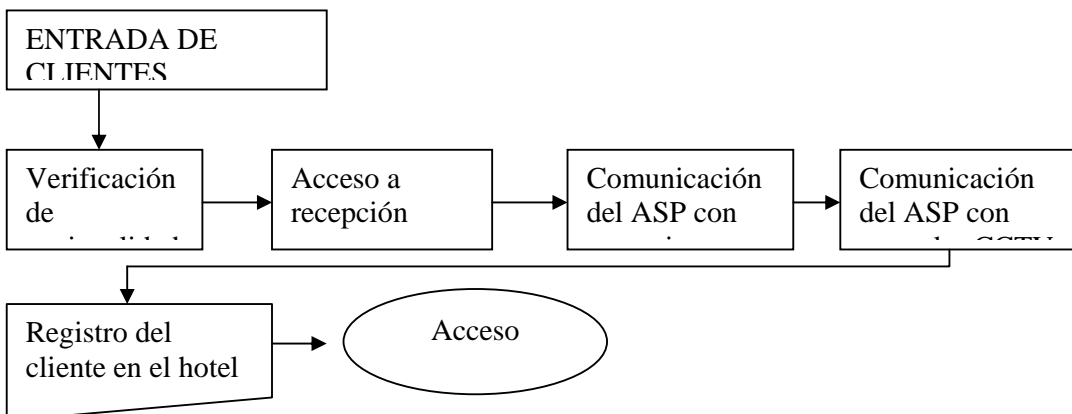 ENTRADA DE
CLIENTES
Verificación
de
Acceso a
recepción
Comunicación
del ASP con
Comunicación
del ASP con
CCTV
Registro del
cliente en el hotel
Acceso